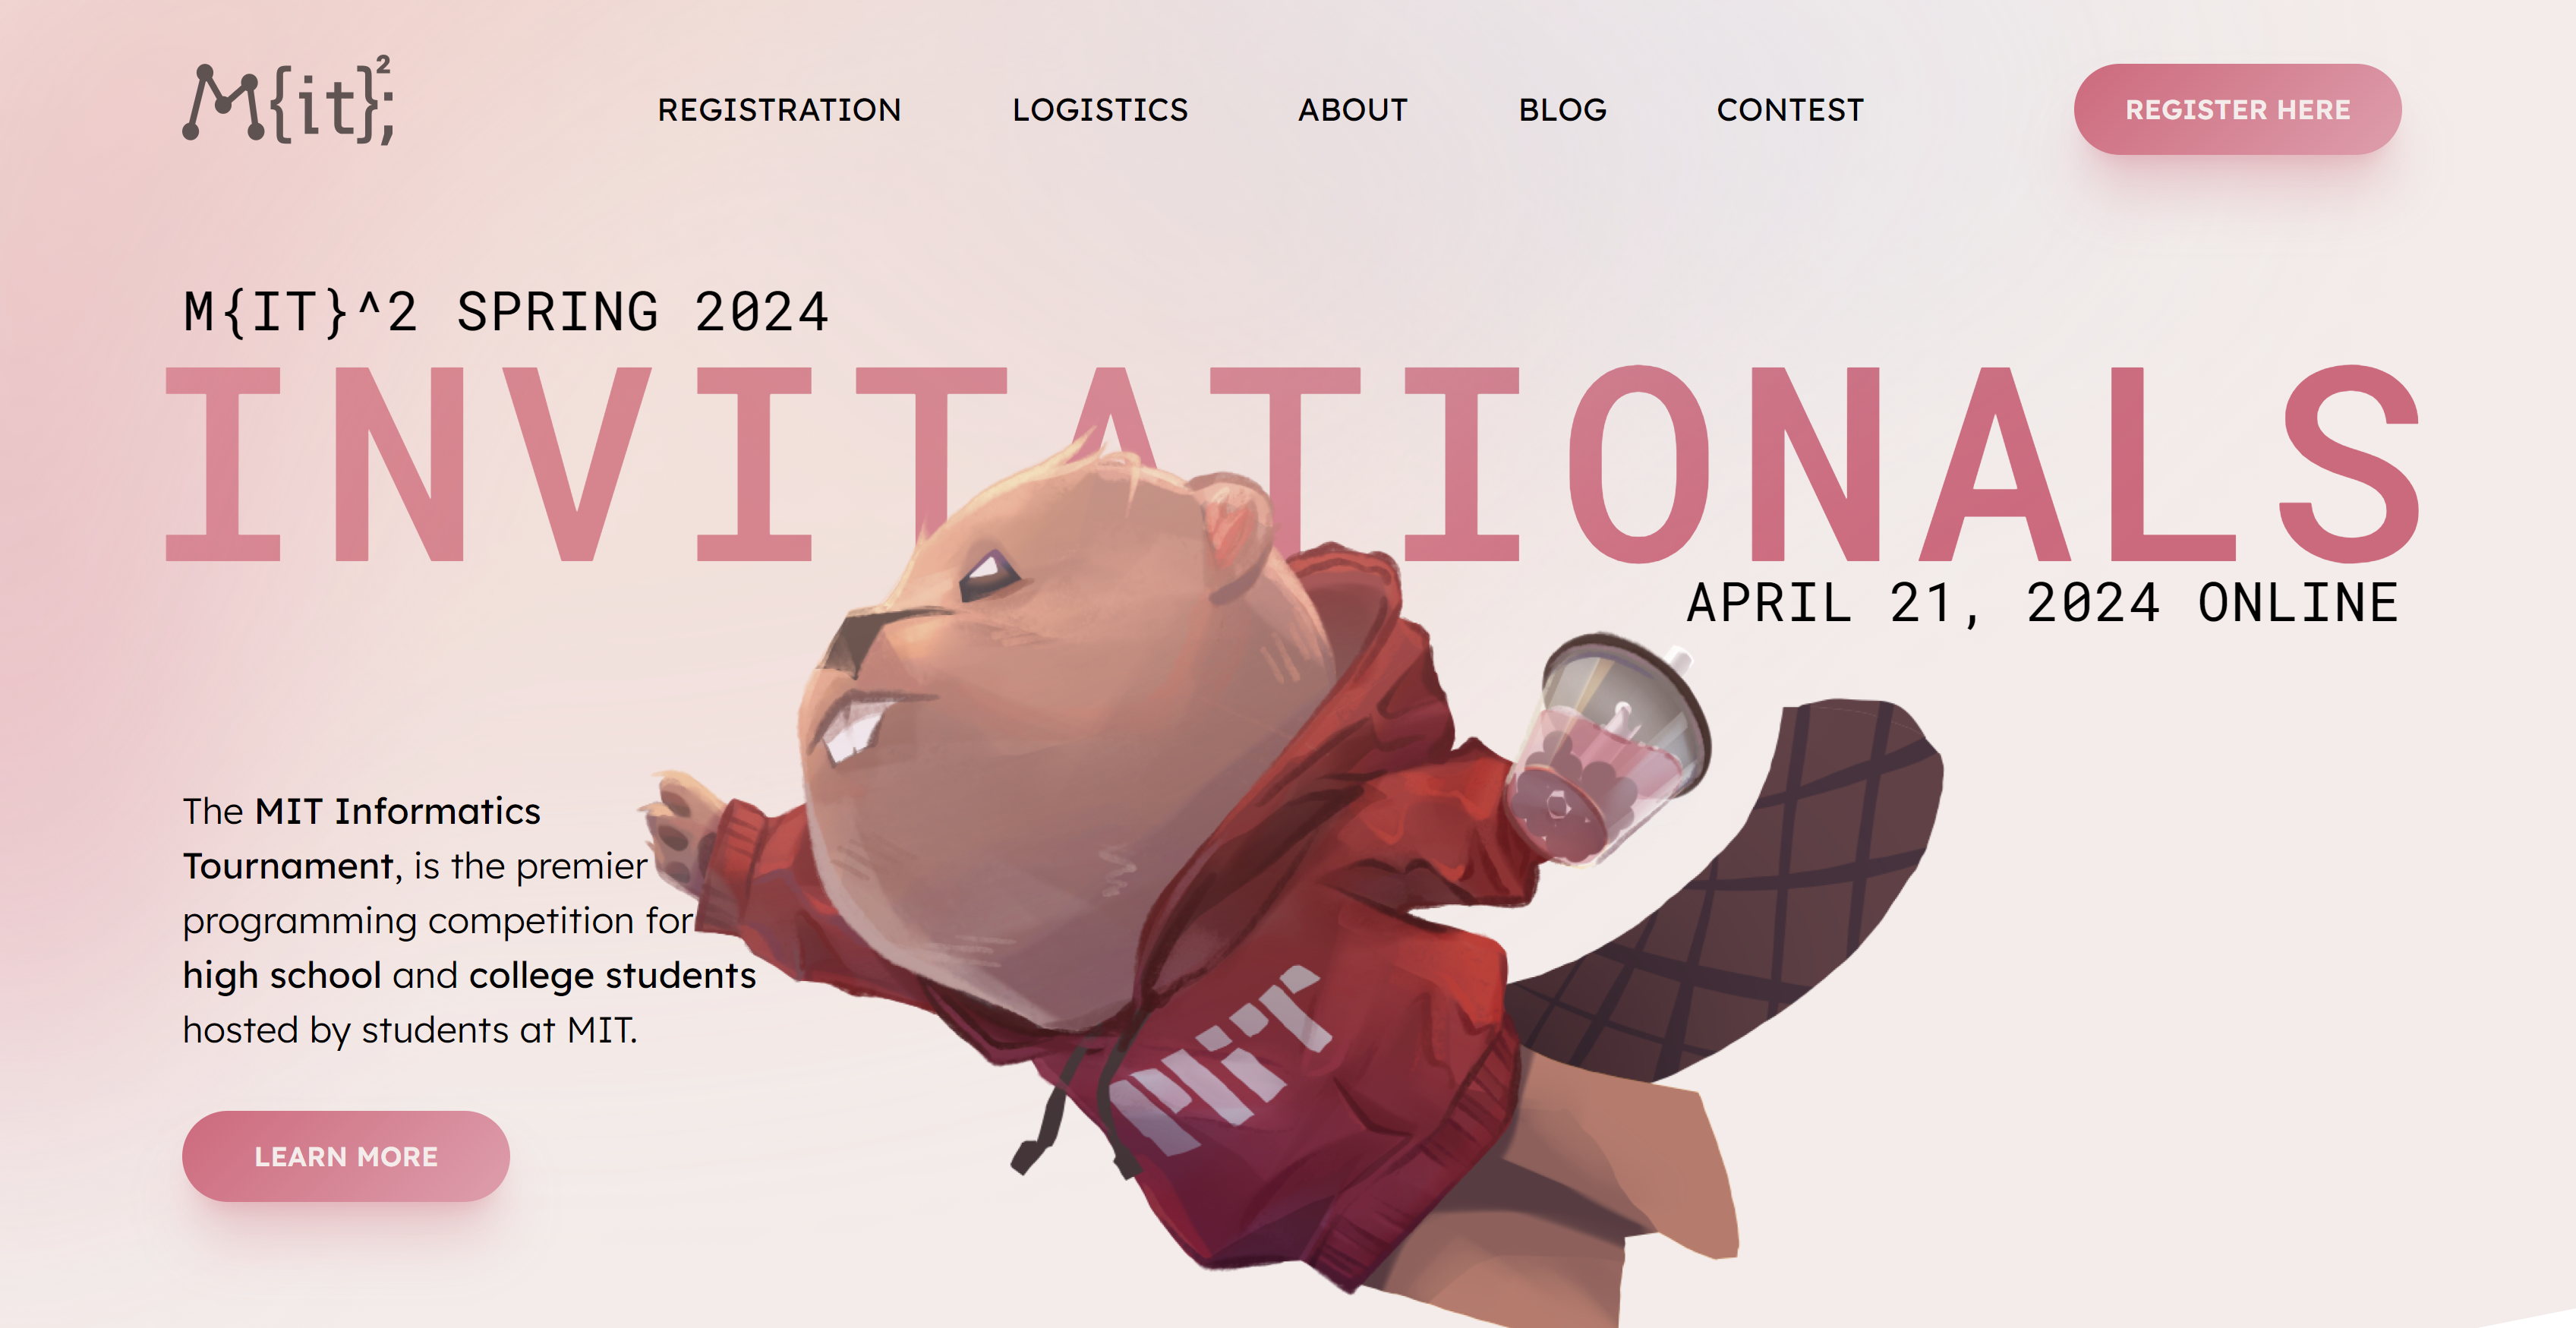 M{it}²;
REGISTRATION
LOGISTICS
ABOUT
BLOG
CONTEST
REGISTER HERE
M{IT}^2 SPRING 2024
INVITATIONALS
APRIL 21, 2024 ONLINE
The MIT Informatics
Tournament, is the premier
programming competition for
high school and college students
hosted by students at MIT.
LEARN MORE
MIT